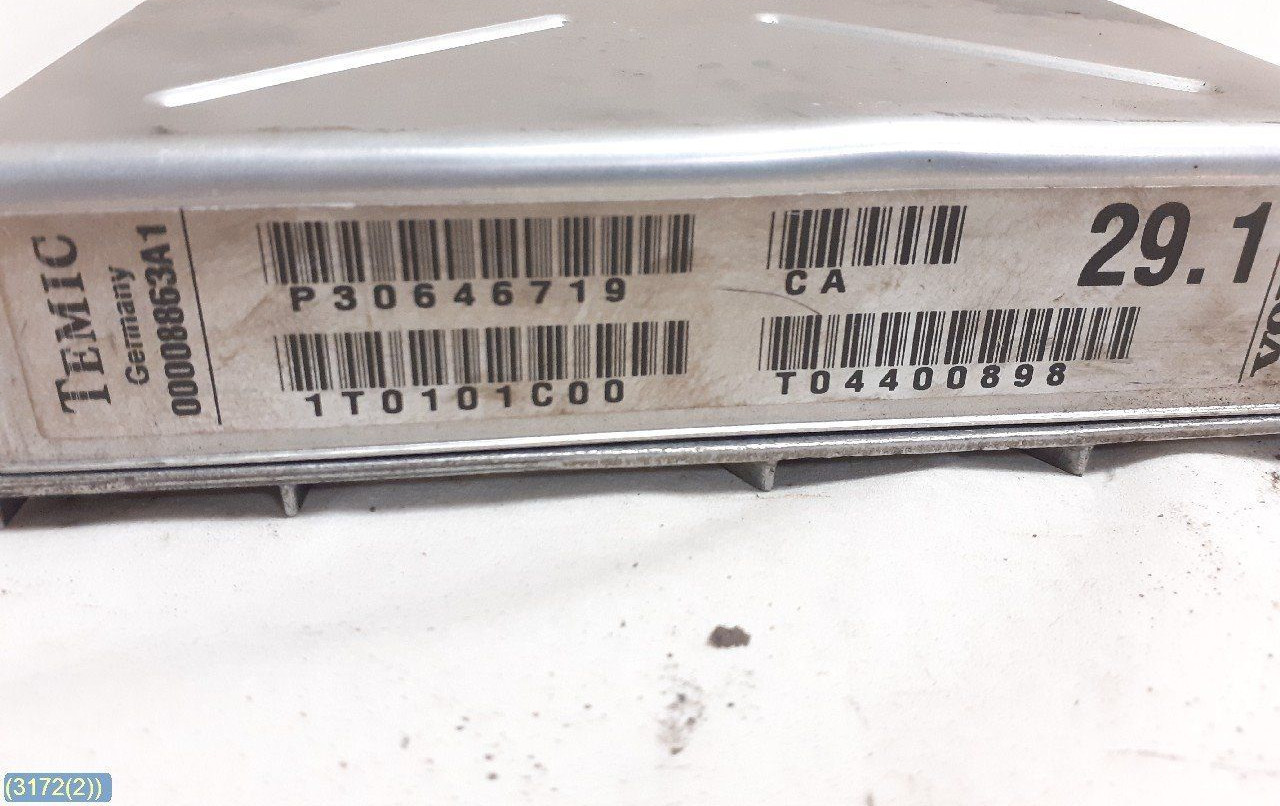 TEMIC
Germany
00008863A1
P30646719
CA
29.1
1T0101C00
T04400898
(3172(2))